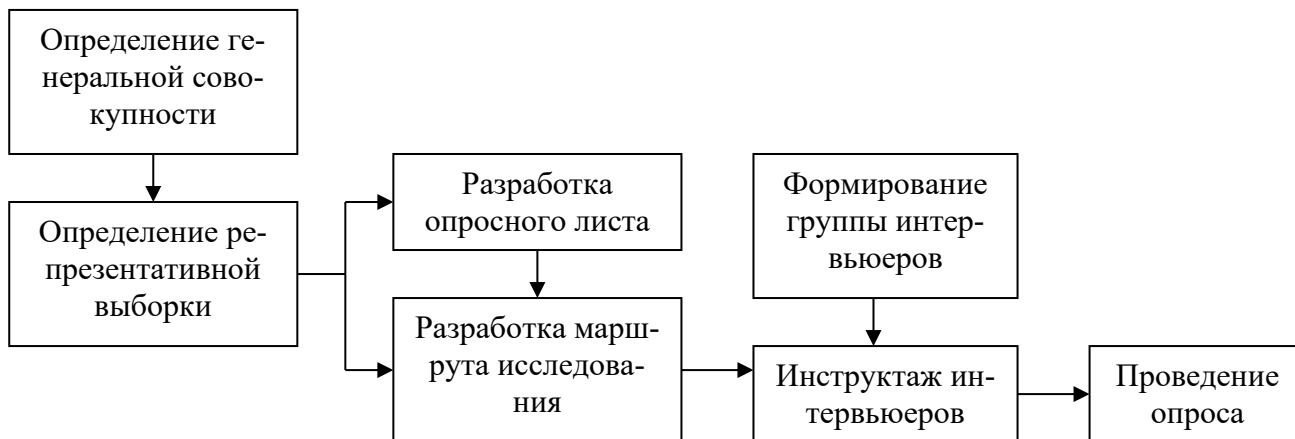 Определение ге-
неральной сово-
купности
Определение ре-
презентативной
выборки
Разработка
опросного листа
Разработка марш-
рута исследова-
ния
Формирование
группы интер-
вьюеров
Инструктаж ин-
тервьюеров
Проведение
опроса